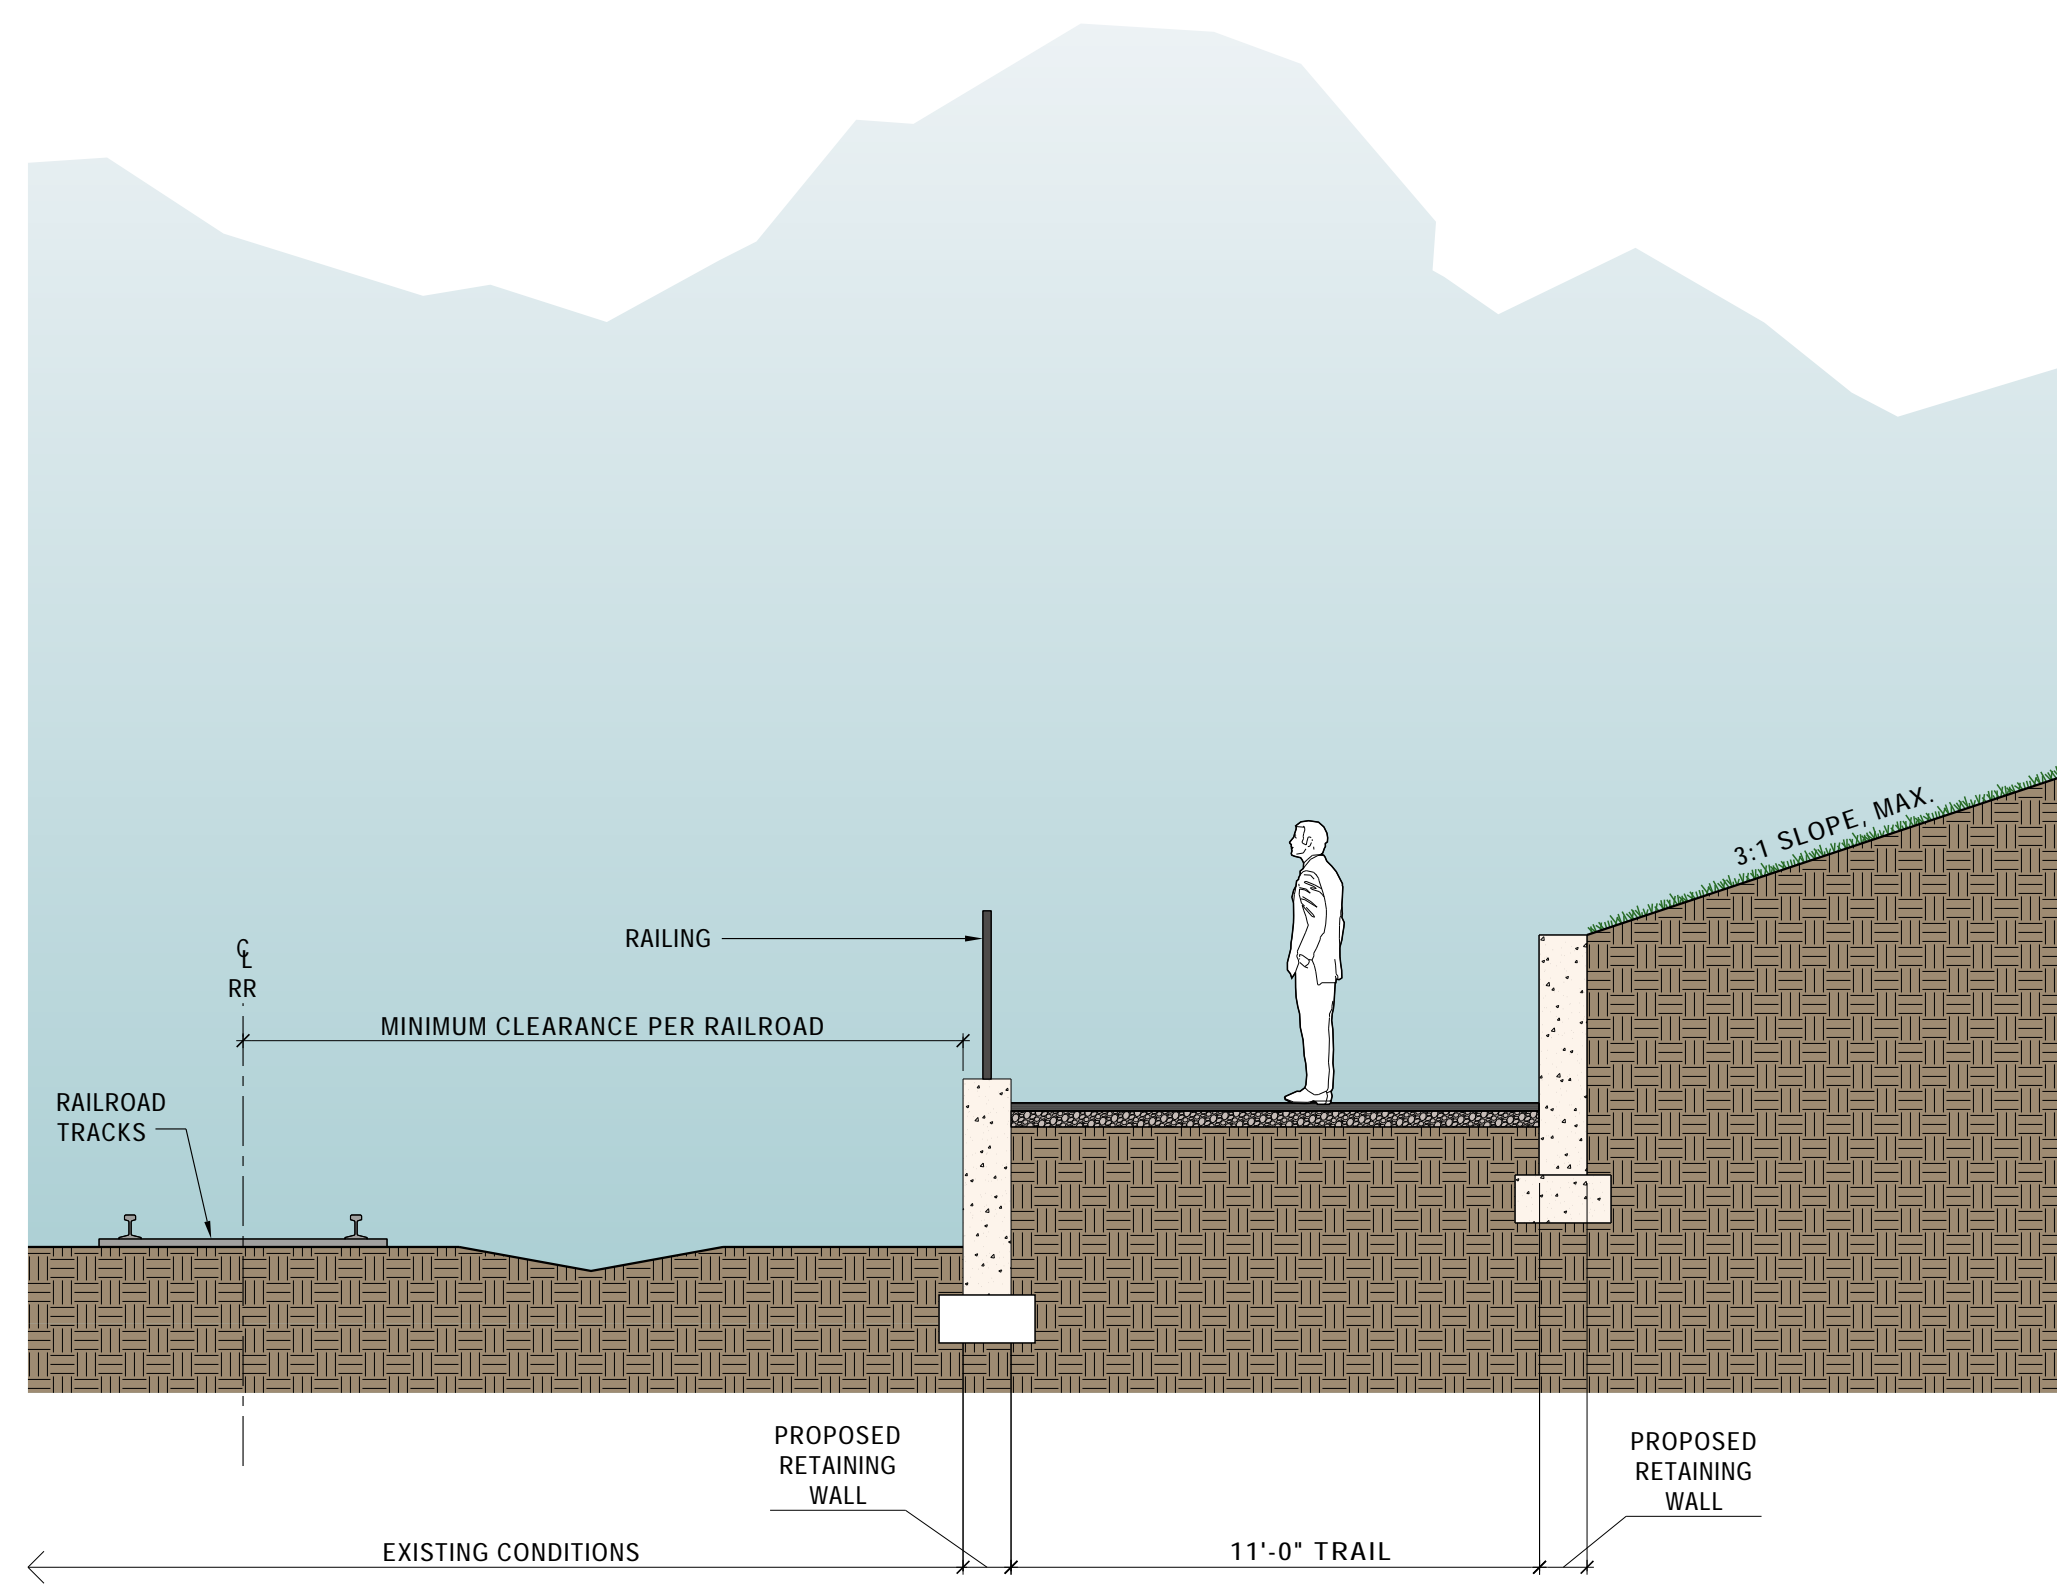 3:1 SLOPE, MAX.
RAILING
CL
RR
MINIMUM CLEARANCE PER RAILROAD
RAILROAD
TRACKS
PROPOSED
RETAINING
WALL
PROPOSED
RETAINING
WALL
EXISTING CONDITIONS
11'-0" TRAIL